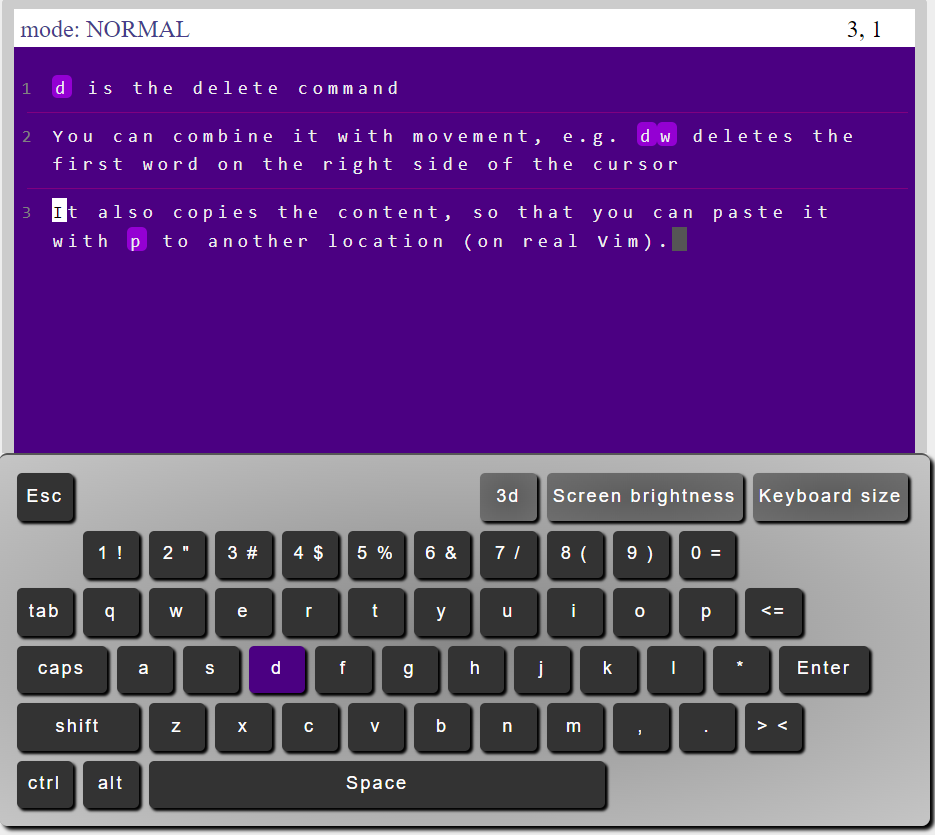 mode: NORMAL 3, 1
1 d is the delete command
2 You can combine it with movement, e.g. dw deletes the
first word on the right side of the cursor
3 It also copies the content, so that you can paste it
with p to another location (on real Vim).
Esc 3d Screen brightness Keyboard size
1 ! 2 " 3 # 4 $ 5 % 6 & 7 / 8 ( 9 ) 0 =
tab q w e r t y u i o p <=
caps a s d f g h j k l * Enter
shift z x c v b n m , . > <
ctrl alt Space